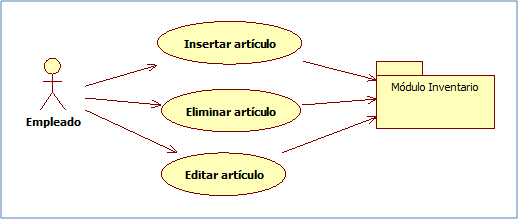 Insertar artículo
Módulo Inventario
Eliminar artículo
Empleado
Editar artículo